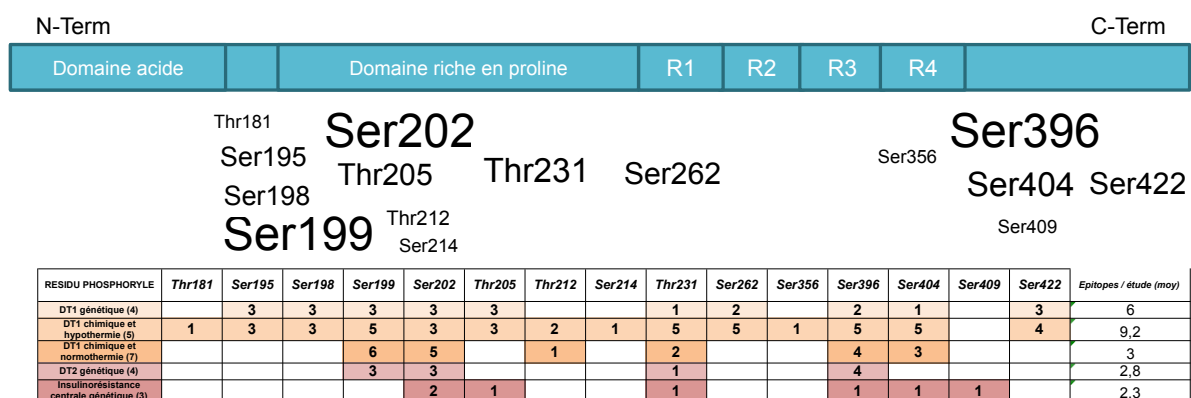 N-Term C-Term
Domaine acide Domaine riche en proline R1 R2 R3 R4
Thr181 Ser202 Ser396
Ser195 Thr205 Thr231 Ser262 Ser356
Ser198 Ser404 Ser422
Ser199 Thr212 Ser409
Ser214
RESIDU PHOSPHORYLE Thr181 Ser195 Ser198 Ser199 Ser202 Thr205 Thr212 Ser214 Thr231 Ser262 Ser356 Ser396 Ser404 Ser409 Ser422 Epitopes / étude (moy)
DT1 génétique (4) 3 3 3 3 3 1 2 2 1 3 6
DT1 chimique et
hypothermie (5) 1 3 3 5 3 3 2 1 5 5 1 5 5 4 9,2
DT1 chimique et
normothermie (7) 6 5 1 2 4 3 3
DT2 génétique (4) 3 3 1 4 2,8
Insulinorésistance
centrale génétique (3) 2 1 1 1 1 1 2,3